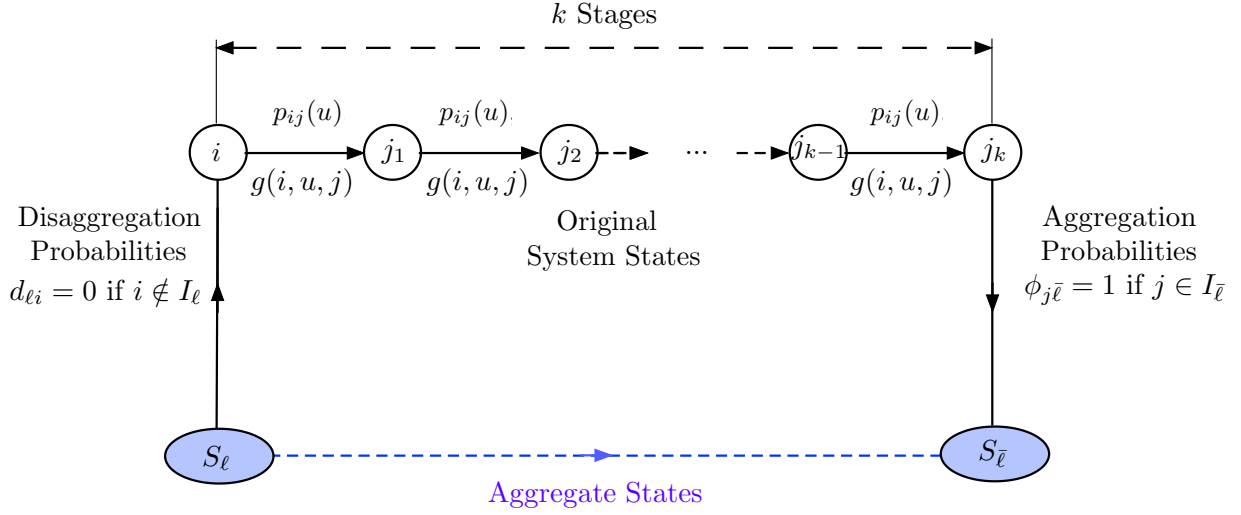 k Stages
p_{ij}(u) p_{ij}(u) p_{ij}(u)
i j_1 j_2 ... j_{k−1} j_k
g(i, u, j) g(i, u, j) g(i, u, j)
Disaggregation
Probabilities
d_{ℓi} = 0 if i ∉ I_ℓ
Original
System States
Aggregation
Probabilities
ϕ_{j\bar{ℓ}} = 1 if j ∈ I_{\bar{ℓ}}
S_ℓ S_{\bar{ℓ}}
Aggregate States